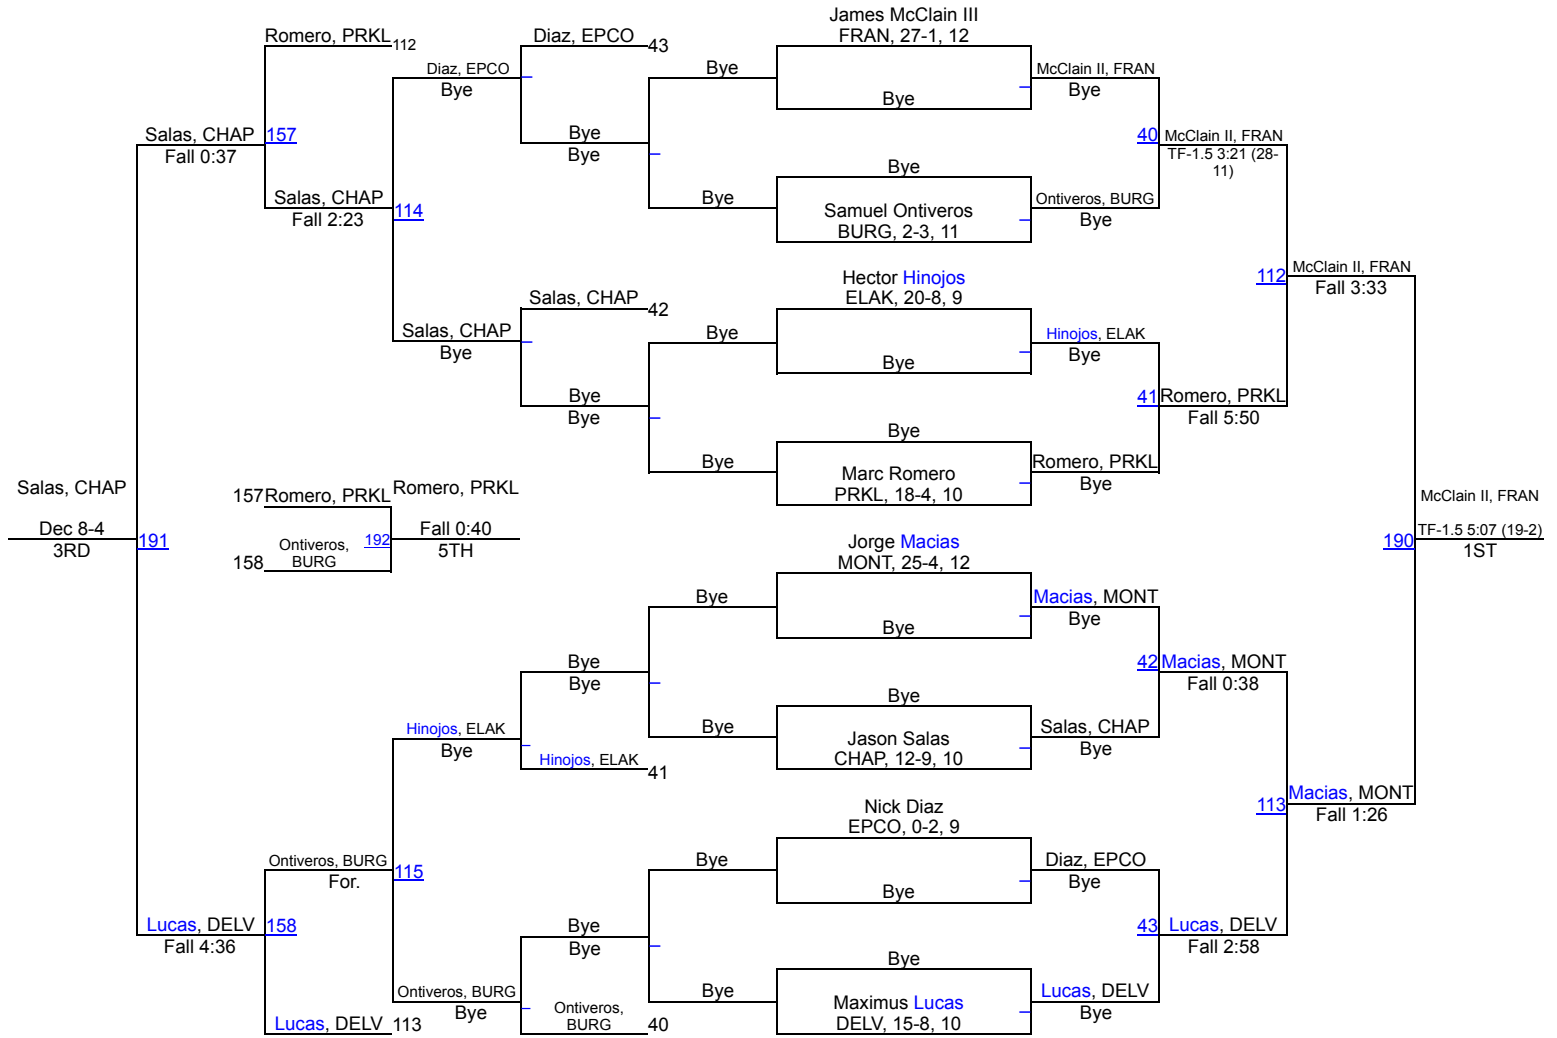 James McClain III
FRAN, 27-1, 12
Romero, PRKL
112
Diaz, EPCO
43
Diaz, EPCO
Bye
Bye
McClain II, FRAN
Bye
Bye
Salas, CHAP
157
Fall 0:37
Bye
Bye
40
McClain II, FRAN
TF-1.5 3:21 (28-
11)
Bye
Salas, CHAP
Fall 2:23
114
Bye
Samuel Ontiveros
BURG, 2-3, 11
Ontiveros, BURG
Bye
Hector Hinojos
ELAK, 20-8, 9
112
McClain II, FRAN
Fall 3:33
Salas, CHAP
42
Salas, CHAP
Bye
Bye
Hinojos, ELAK
Bye
Bye
Bye
Bye
41
Romero, PRKL
Fall 5:50
Bye
Bye
Marc Romero
PRKL, 18-4, 10
Romero, PRKL
Bye
Salas, CHAP
Dec 8-4
3RD
191
157
Romero, PRKL
Romero, PRKL
158
Ontiveros,
BURG
192
Fall 0:40
5TH
McClain II, FRAN
190
TF-1.5 5:07 (19-2)
1ST
Jorge Macias
MONT, 25-4, 12
Bye
Macias, MONT
Bye
Bye
Bye
Bye
42
Macias, MONT
Fall 0:38
Bye
Hinojos, ELAK
Bye
Bye
Jason Salas
CHAP, 12-9, 10
Salas, CHAP
Bye
Hinojos, ELAK
41
Nick Diaz
EPCO, 0-2, 9
113
Macias, MONT
Fall 1:26
Ontiveros, BURG
For.
115
Bye
Diaz, EPCO
Bye
Bye
Lucas, DELV
158
Fall 4:36
Bye
Bye
43
Lucas, DELV
Fall 2:58
Bye
Ontiveros, BURG
Bye
Bye
Maximus Lucas
DELV, 15-8, 10
Lucas, DELV
Bye
Lucas, DELV
113
Ontiveros,
BURG
40